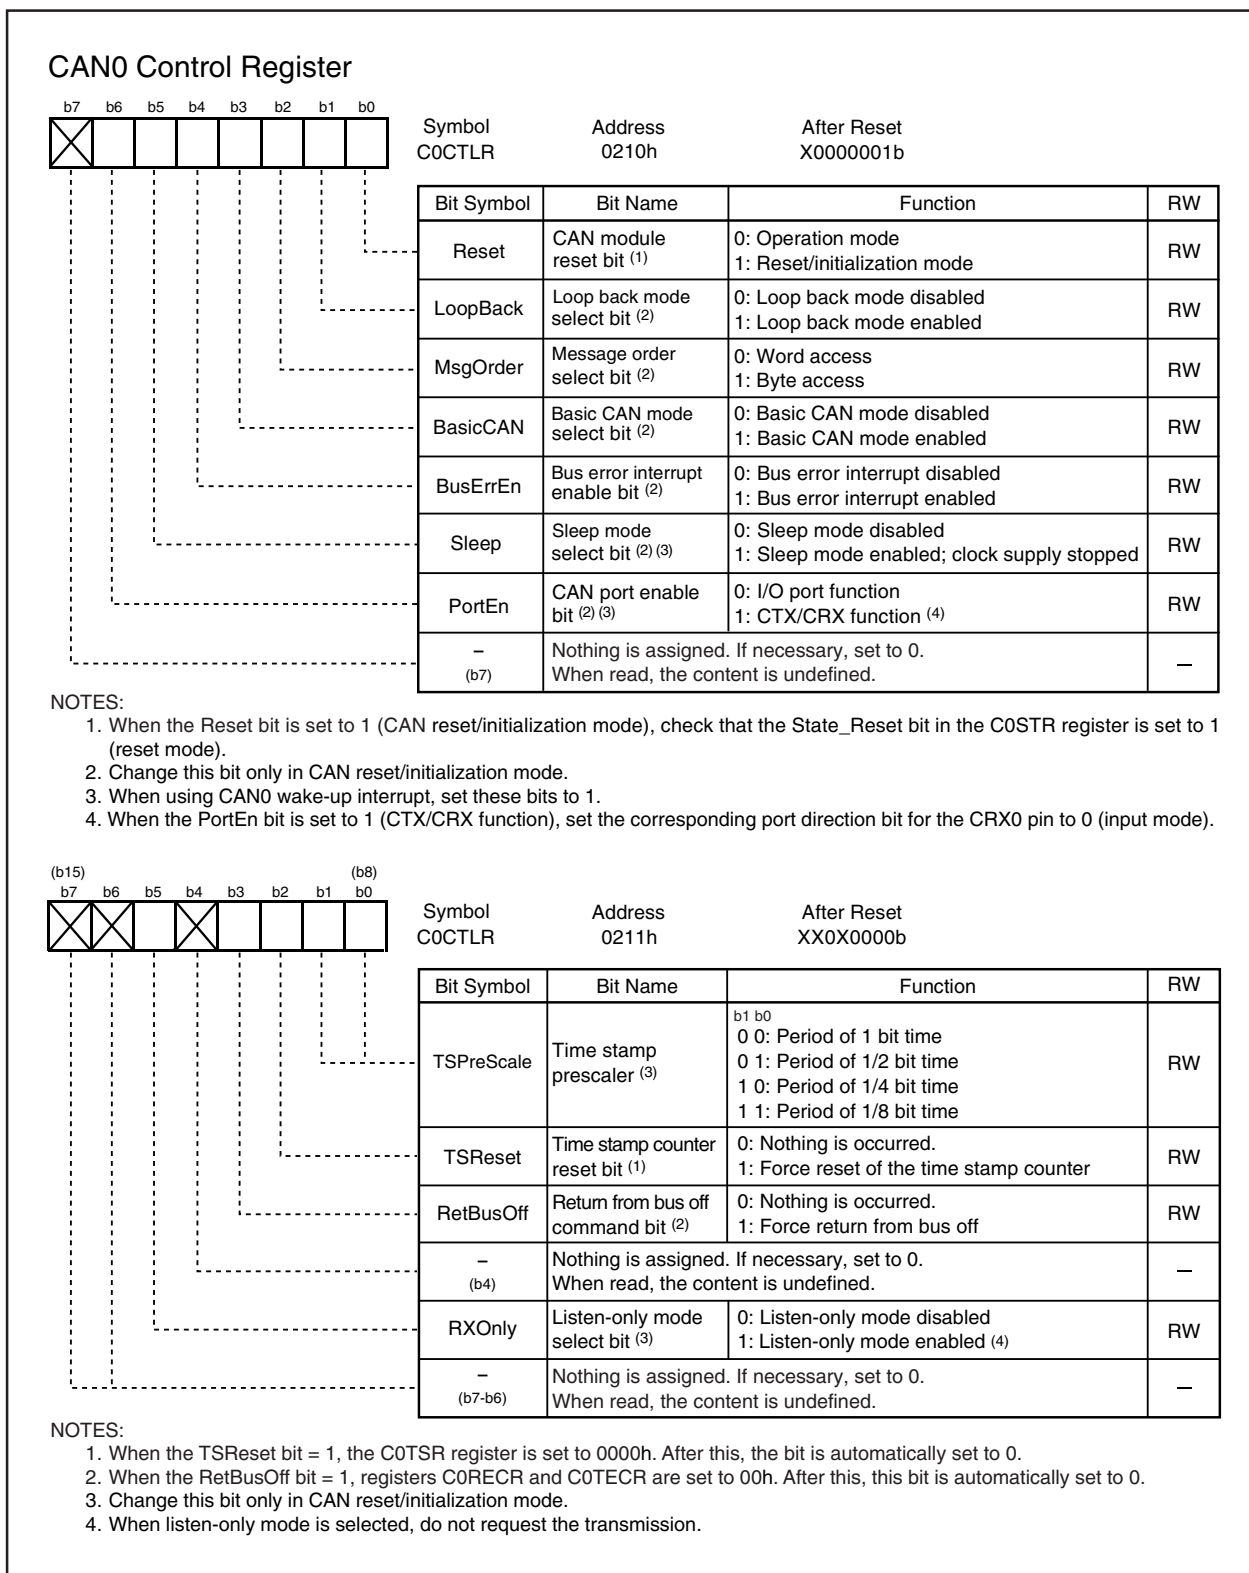 CAN0 Control Register
b7 b6 b5 b4 b3 b2 b1 b0
Symbol Address After Reset
C0CTLR 0210h X0000001b
Bit Symbol Bit Name Function RW
Reset CAN module reset bit (1) 0: Operation mode RW
1: Reset/initialization mode
LoopBack Loop back mode select bit (2) 0: Loop back mode disabled RW
1: Loop back mode enabled
MsgOrder Message order select bit (2) 0: Word access RW
1: Byte access
BasicCAN Basic CAN mode select bit (2) 0: Basic CAN mode disabled RW
1: Basic CAN mode enabled
BusErrEn Bus error interrupt enable bit (2) 0: Bus error interrupt disabled RW
1: Bus error interrupt enabled
Sleep Sleep mode select bit (2) (3) 0: Sleep mode disabled RW
1: Sleep mode enabled; clock supply stopped
PortEn CAN port enable bit (2) (3) 0: I/O port function RW
1: CTX/CRX function (4)
– (b7) Nothing is assigned. If necessary, set to 0. –
When read, the content is undefined.
NOTES:
1. When the Reset bit is set to 1 (CAN reset/initialization mode), check that the State_Reset bit in the C0STR register is set to 1
(reset mode).
2. Change this bit only in CAN reset/initialization mode.
3. When using CAN0 wake-up interrupt, set these bits to 1.
4. When the PortEn bit is set to 1 (CTX/CRX function), set the corresponding port direction bit for the CRX0 pin to 0 (input mode).
(b15) (b8)
b7 b6 b5 b4 b3 b2 b1 b0
Symbol Address After Reset
C0CTLR 0211h XX0X0000b
Bit Symbol Bit Name Function RW
TSPreScale Time stamp prescaler (3) b1 b0 RW
0 0: Period of 1 bit time
0 1: Period of 1/2 bit time
1 0: Period of 1/4 bit time
1 1: Period of 1/8 bit time
TSReset Time stamp counter reset bit (1) 0: Nothing is occurred. RW
1: Force reset of the time stamp counter
RetBusOff Return from bus off command bit (2) 0: Nothing is occurred. RW
1: Force return from bus off
– (b4) Nothing is assigned. If necessary, set to 0. –
When read, the content is undefined.
RXOnly Listen-only mode select bit (3) 0: Listen-only mode disabled RW
1: Listen-only mode enabled (4)
– (b7-b6) Nothing is assigned. If necessary, set to 0. –
When read, the content is undefined.
NOTES:
1. When the TSReset bit = 1, the C0TSR register is set to 0000h. After this, the bit is automatically set to 0.
2. When the RetBusOff bit = 1, registers C0RECR and C0TECR are set to 00h. After this, this bit is automatically set to 0.
3. Change this bit only in CAN reset/initialization mode.
4. When listen-only mode is selected, do not request the transmission.